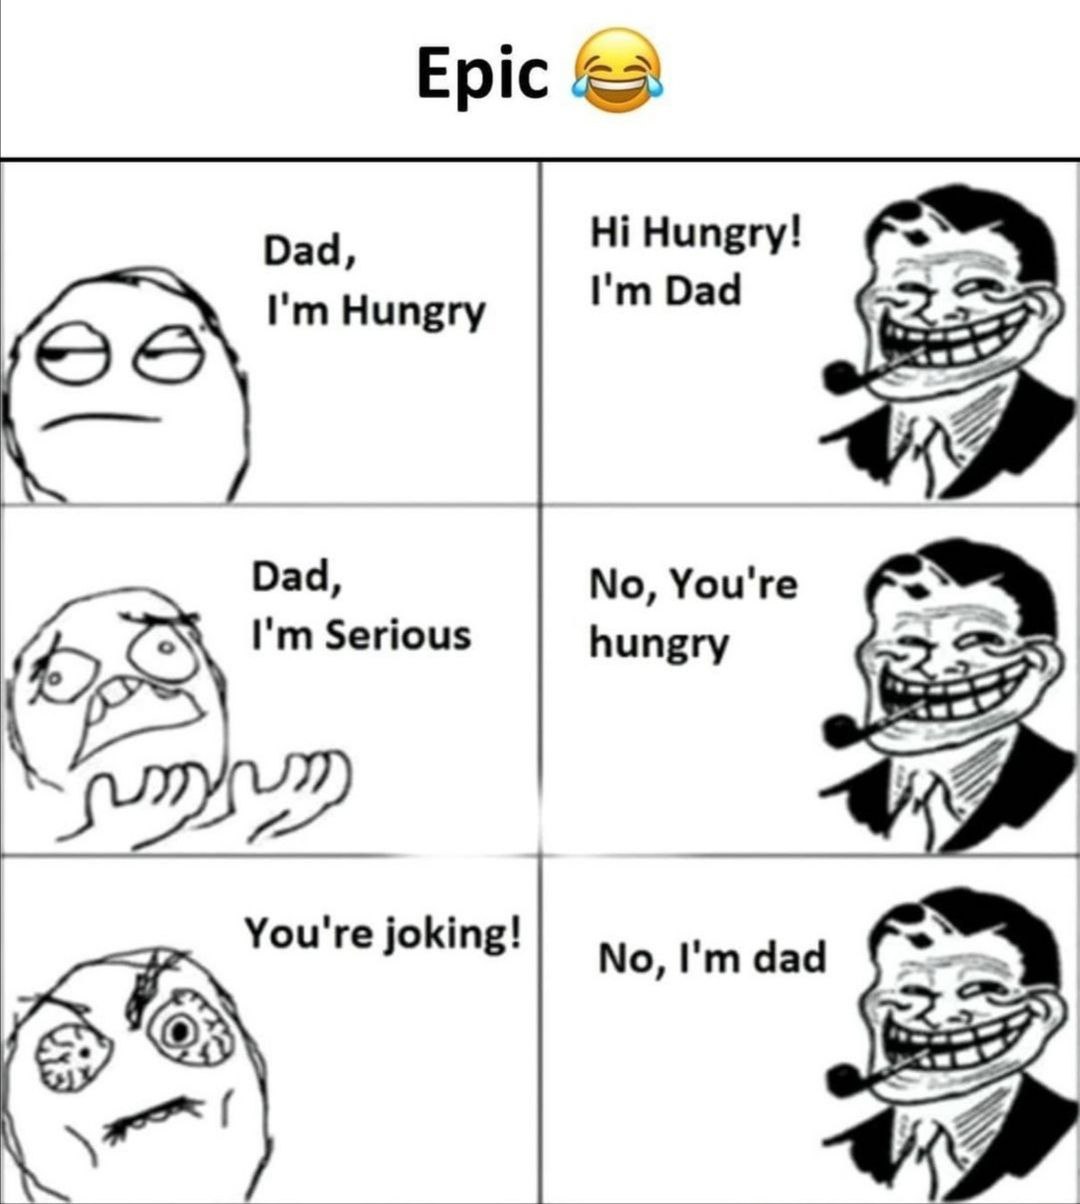 Epic 😂
Dad,
I'm Hungry
Hi Hungry!
I'm Dad
Dad,
I'm Serious
No, You're
hungry
You're joking!
No, I'm dad